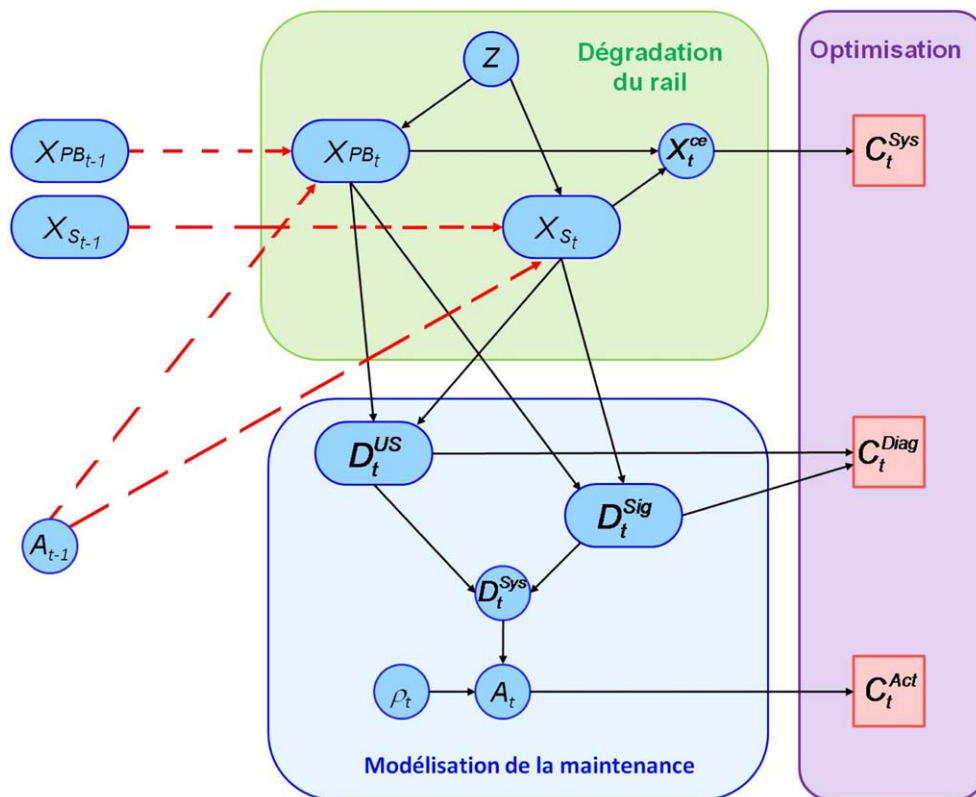 Z
Dégradation
du rail
Optimisation
X_{PB_{t-1}}
X_{PB_t}
X_t^{ce}
C_t^{Sys}
X_{S_{t-1}}
X_{S_t}
D_t^{US}
C_t^{Diag}
D_t^{Sig}
A_{t-1}
D_t^{Sys}
ρ_t
A_t
C_t^{Act}
Modélisation de la maintenance